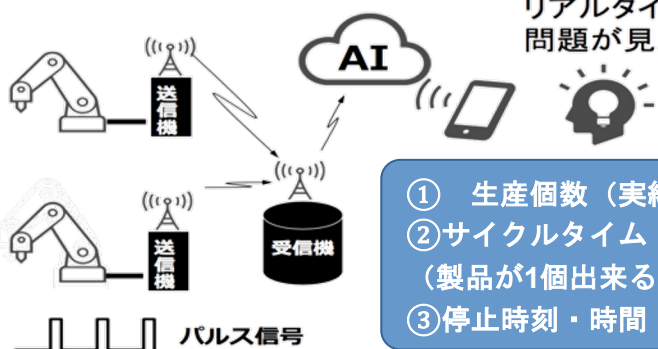 リアルタイ
問題が見
AI
送信機
送信機
受信機
① 生産個数（実績
②サイクルタイム
（製品が1個出来る
③停止時刻・時間
パルス信号